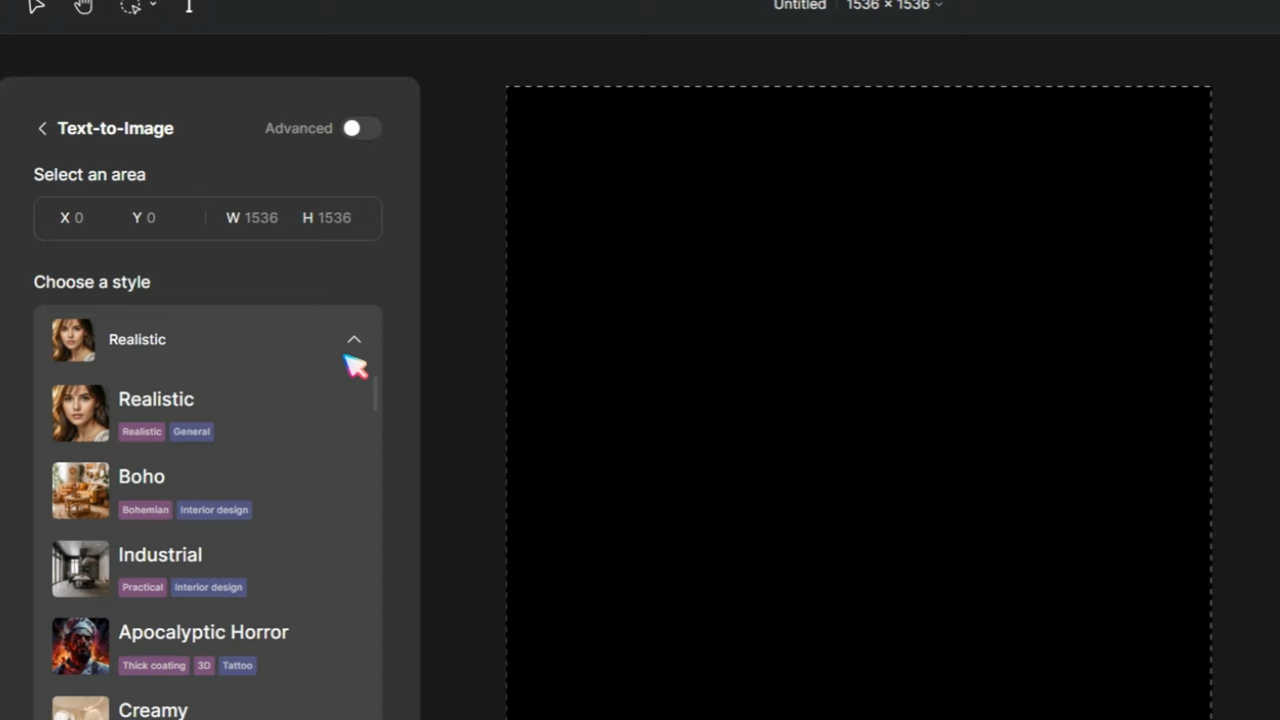 Untitled 1536 × 1536
Text-to-Image Advanced
Select an area
X 0 Y 0 W 1536 H 1536
Choose a style
Realistic
Realistic
Realistic General
Boho
Bohemian Interior design
Industrial
Practical Interior design
Apocalyptic Horror
Thick coating 3D Tattoo
Creamy